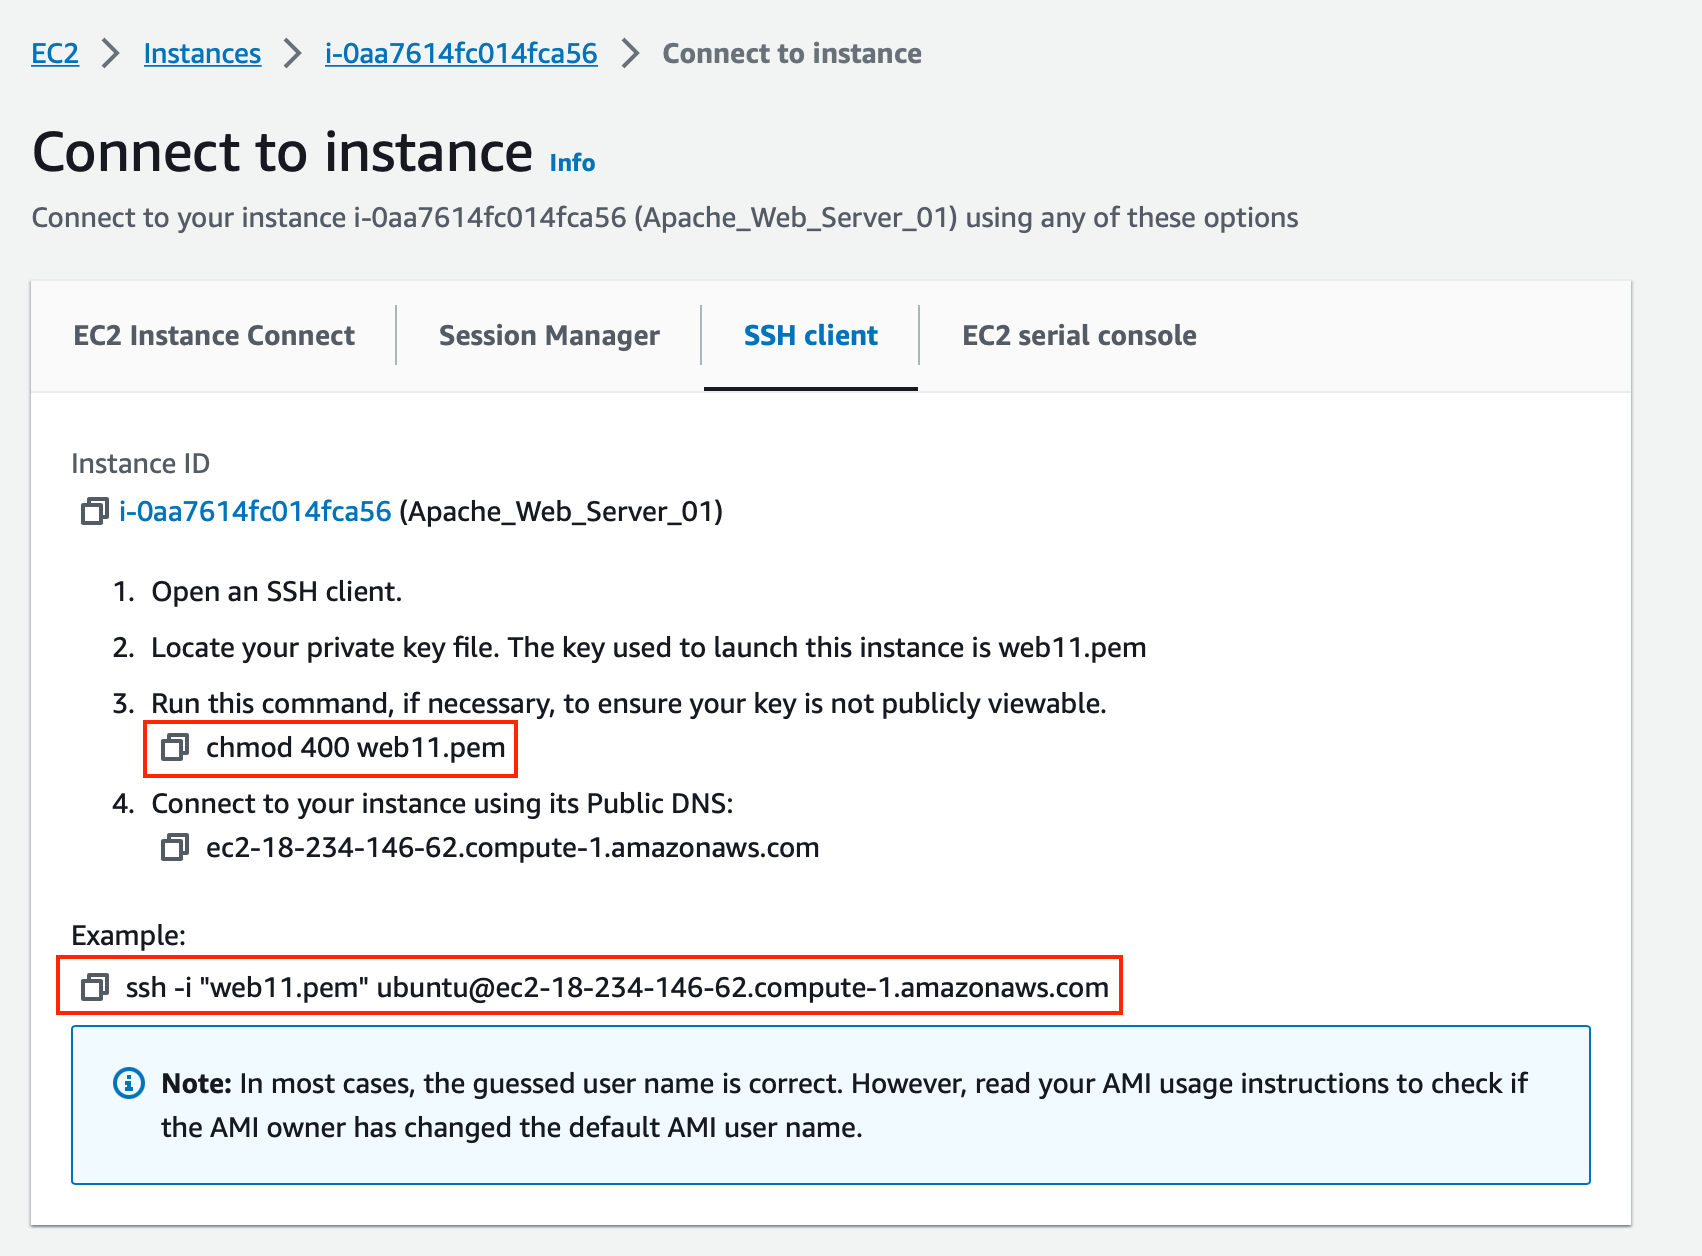 EC2 > Instances > i-0aa7614fc014fca56 > Connect to instance
Connect to instance Info
Connect to your instance i-0aa7614fc014fca56 (Apache_Web_Server_01) using any of these options
EC2 Instance Connect Session Manager SSH client EC2 serial console
Instance ID
i-0aa7614fc014fca56 (Apache_Web_Server_01)
1. Open an SSH client.
2. Locate your private key file. The key used to launch this instance is web11.pem
3. Run this command, if necessary, to ensure your key is not publicly viewable.
chmod 400 web11.pem
4. Connect to your instance using its Public DNS:
ec2-18-234-146-62.compute-1.amazonaws.com
Example:
ssh -i "web11.pem" ubuntu@ec2-18-234-146-62.compute-1.amazonaws.com
Note: In most cases, the guessed user name is correct. However, read your AMI usage instructions to check if
the AMI owner has changed the default AMI user name.